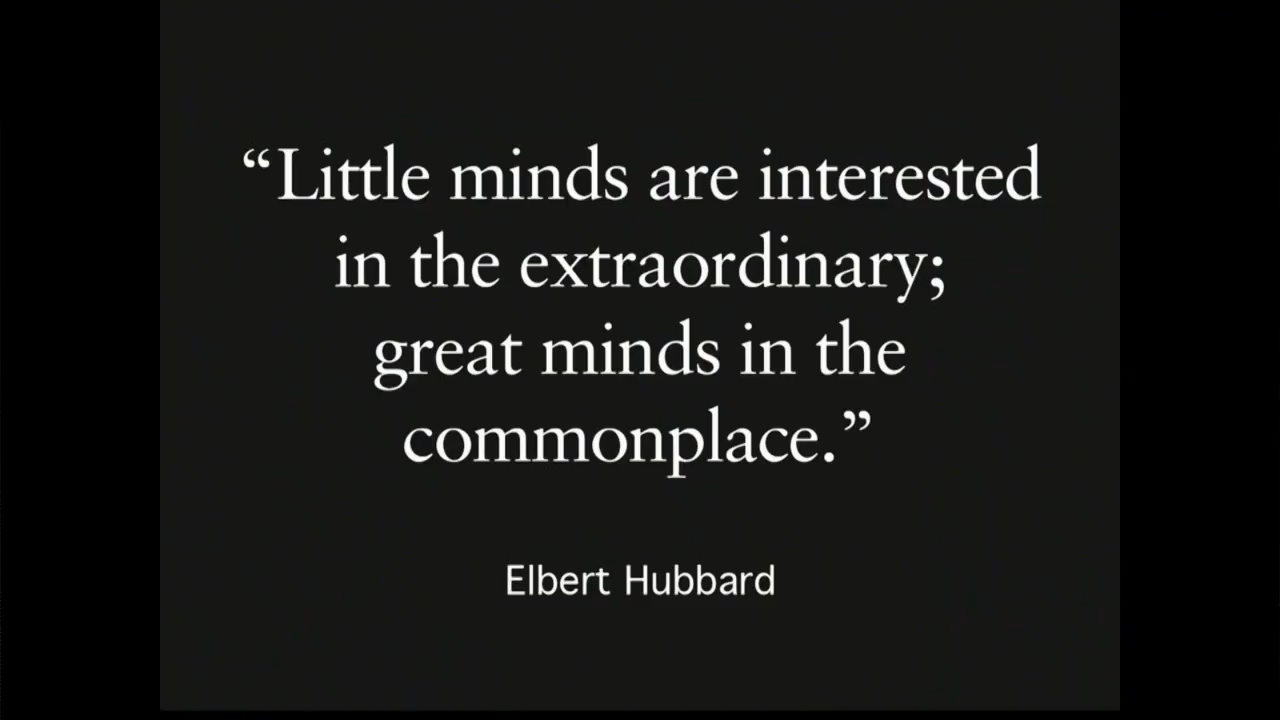 “Little minds are interested
in the extraordinary;
great minds in the
commonplace.”
Elbert Hubbard